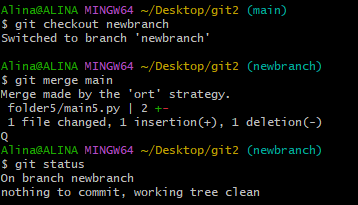 Alina@ALINA MINGW64 ~/Desktop/git2 (main)
$ git checkout newbranch
Switched to branch 'newbranch'
Alina@ALINA MINGW64 ~/Desktop/git2 (newbranch)
$ git merge main
Merge made by the 'ort' strategy.
 folder5/main5.py | 2 +-
 1 file changed, 1 insertion(+), 1 deletion(-)
Q
Alina@ALINA MINGW64 ~/Desktop/git2 (newbranch)
$ git status
On branch newbranch
nothing to commit, working tree clean